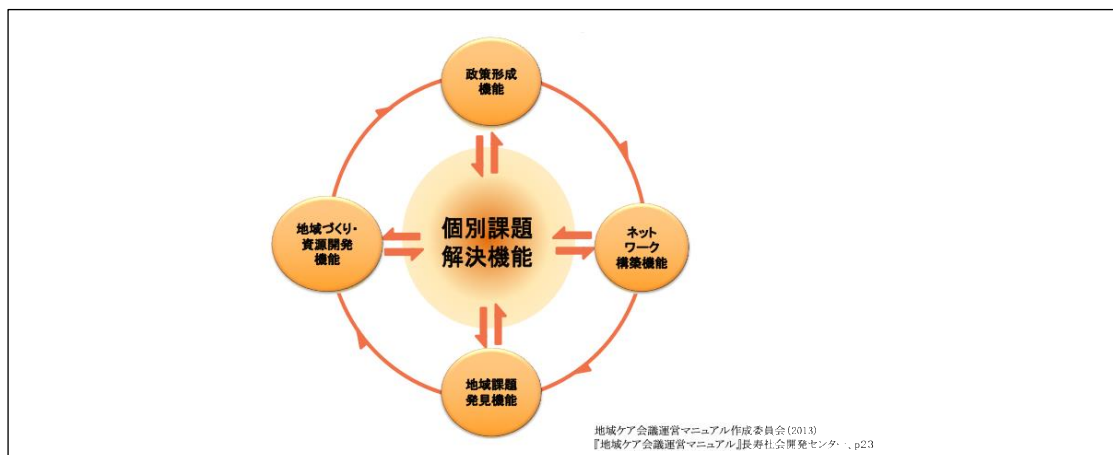 政策形成
機能
地域づくり・
資源開発
機能
個別課題
解決機能
ネット
ワーク
構築機能
地域課題
発見機能
地域ケア会議運営マニュアル作成委員会(2013)
『地域ケア会議運営マニュアル』長寿社会開発センター、p23